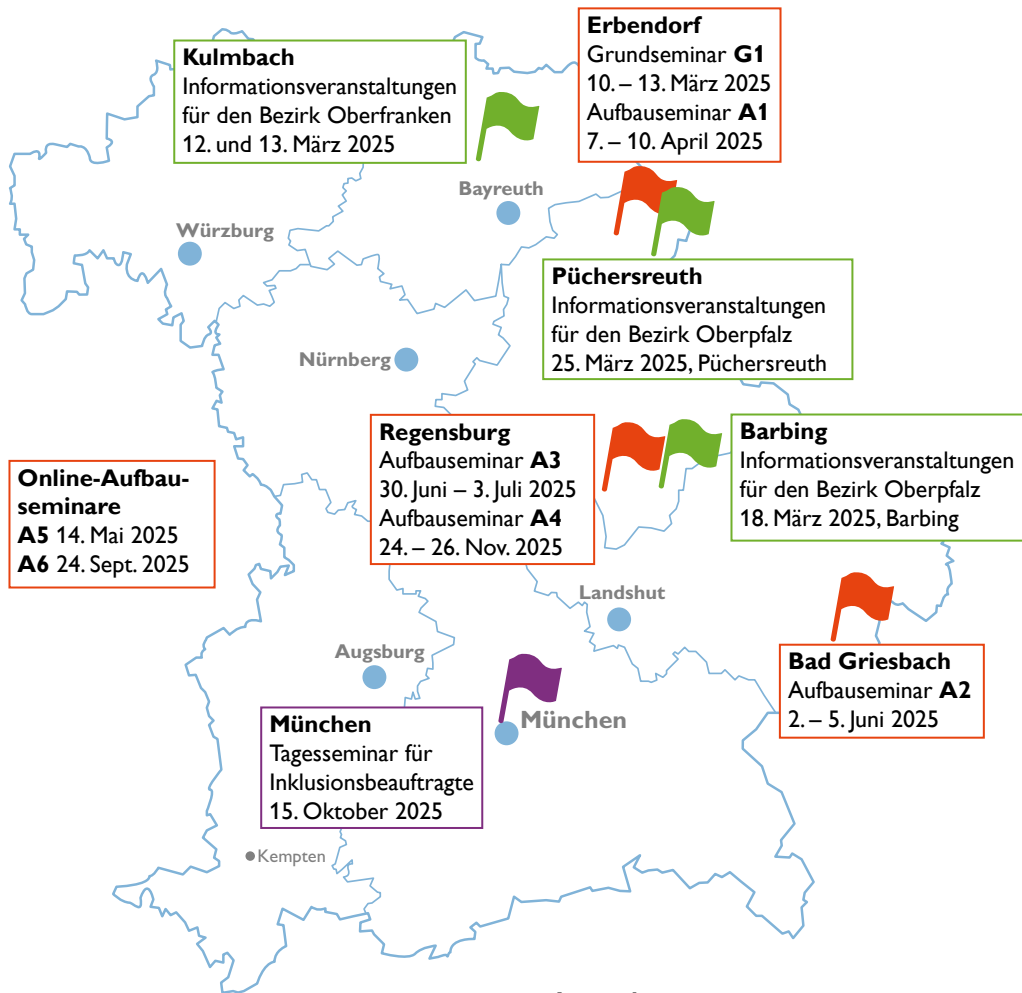 Kulmbach
Informationsveranstaltungen
für den Bezirk Oberfranken
12. und 13. März 2025
Erbendorf
Grundseminar G1
10. – 13. März 2025
Aufbauseminar A1
7. – 10. April 2025
Bayreuth
Würzburg
Püchersreuth
Informationsveranstaltungen
für den Bezirk Oberpfalz
25. März 2025, Püchersreuth
Nürnberg
Regensburg
Aufbauseminar A3
30. Juni – 3. Juli 2025
Aufbauseminar A4
24. – 26. Nov. 2025
Barbing
Informationsveranstaltungen
für den Bezirk Oberpfalz
18. März 2025, Barbing
Online-Aufbau-
seminare
A5 14. Mai 2025
A6 24. Sept. 2025
Landshut
Augsburg
Bad Griesbach
Aufbauseminar A2
2. – 5. Juni 2025
München
München
Tagesseminar für
Inklusionsbeauftragte
15. Oktober 2025
Kempten